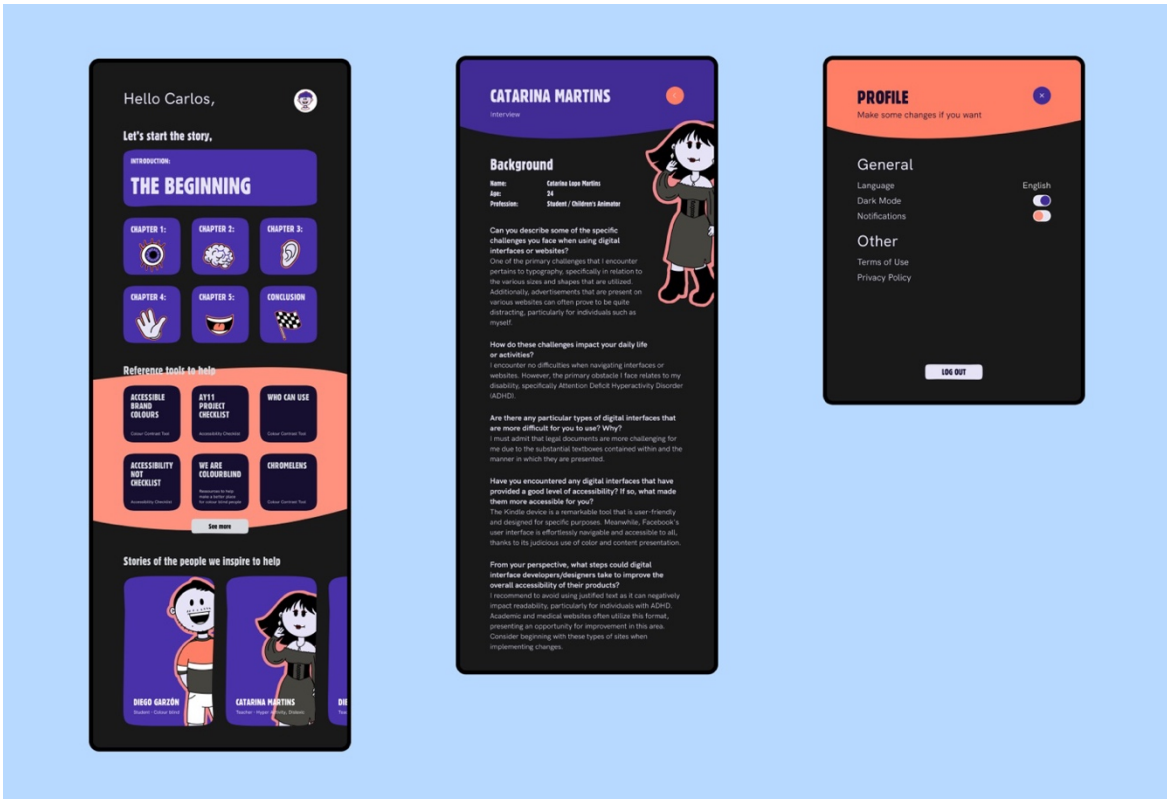 Hello Carlos,
Let's start the story,
INTRODUCTION:
THE BEGINNING
CHAPTER 1:
CHAPTER 2:
CHAPTER 3:
CHAPTER 4:
CHAPTER 5:
CONCLUSION
Reference tools to help
ACCESSIBLE
BRAND
COLOURS
Colour Contrast Tool
AY11
PROJECT
CHECKLIST
Accessibility Checklist
WHO CAN USE
Colour Contrast Tool
ACCESSIBILITY
NOT
CHECKLIST
Accessibility Checklist
WE ARE
COLOURBLIND
Resources to help
make a better place
for colour blind people
CHROMELENS
Colour Contrast Tool
See more
Stories of the people we inspire to help
DIEGO GARZÓN
Student - Colour blind
CATARINA MARTINS
Teacher - Hyper Activity, Dislexic
DIE
Tea
CATARINA MARTINS
Interview
Background
Name: Catarina Lopo Martins
Age: 24
Profession: Student / Children's Animator
Can you describe some of the specific
challenges you face when using digital
interfaces or websites?
One of the primary challenges that I encounter
pertains to typography, specifically in relation to
the various sizes and shapes that are utilized.
Additionally, advertisements that are present on
various websites can often prove to be quite
distracting, particularly for individuals such as
myself.
How do these challenges impact your daily life
or activities?
I encounter no difficulties when navigating interfaces or
websites. However, the primary obstacle I face relates to my
disability, specifically Attention Deficit Hyperactivity Disorder
(ADHD).
Are there any particular types of digital interfaces that
are more difficult for you to use? Why?
I must admit that legal documents are more challenging for
me due to the substantial textboxes contained within and the
manner in which they are presented.
Have you encountered any digital interfaces that have
provided a good level of accessibility? If so, what made
them more accessible for you?
The Kindle device is a remarkable tool that is user-friendly
and designed for specific purposes. Meanwhile, Facebook's
user interface is effortlessly navigable and accessible to all,
thanks to its judicious use of color and content presentation.
From your perspective, what steps could digital
interface developers/designers take to improve the
overall accessibility of their products?
I recommend to avoid using justified text as it can negatively
impact readability, particularly for individuals with ADHD.
Academic and medical websites often utilize this format,
presenting an opportunity for improvement in this area.
Consider beginning with these types of sites when
implementing changes.
PROFILE
Make some changes if you want
General
Language English
Dark Mode
Notifications
Other
Terms of Use
Privacy Policy
LOG OUT